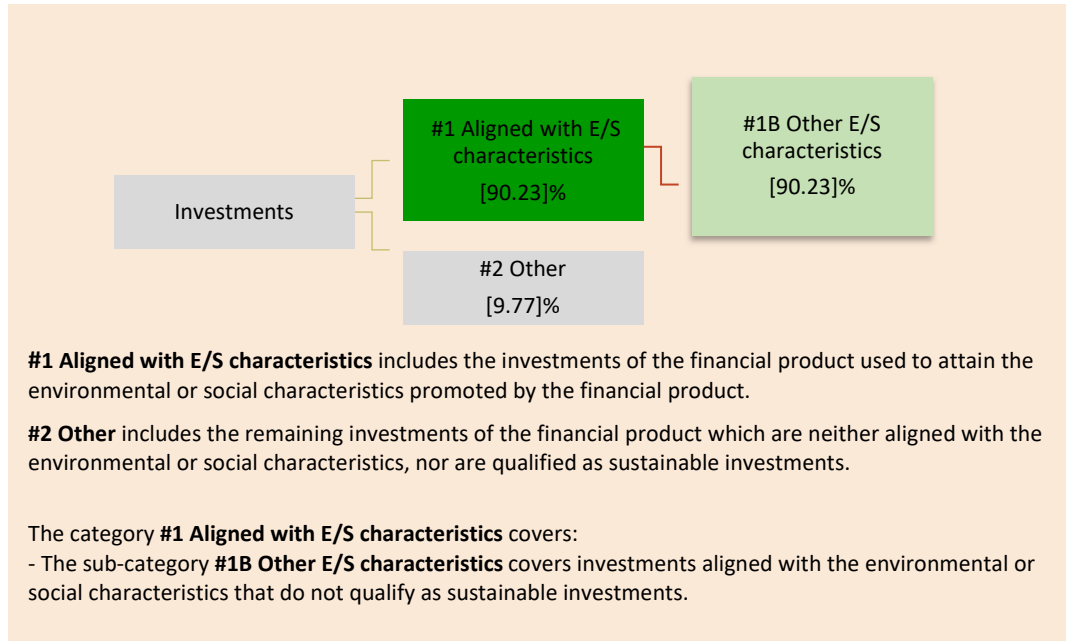 #1 Aligned with E/S
characteristics
[90.23]%
#1B Other E/S
characteristics
[90.23]%
Investments
#2 Other
[9.77]%
#1 Aligned with E/S characteristics includes the investments of the financial product used to attain the
environmental or social characteristics promoted by the financial product.
#2 Other includes the remaining investments of the financial product which are neither aligned with the
environmental or social characteristics, nor are qualified as sustainable investments.
The category #1 Aligned with E/S characteristics covers:
- The sub-category #1B Other E/S characteristics covers investments aligned with the environmental or
social characteristics that do not qualify as sustainable investments.